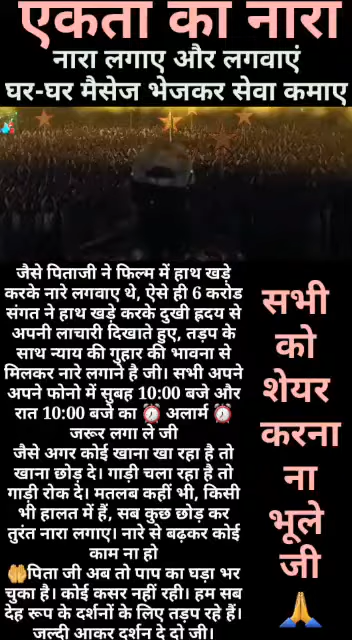 एकता का नारा
नारा लगाए और लगवाएं
घर-घर मैसेज भेजकर सेवा कमाए
जैसे पिताजी ने फिल्म में हाथ खड़े
करके नारे लगवाए थे, ऐसे ही 6 करोड
संगत ने हाथ खड़े करके दुखी ह्रदय से
अपनी लाचारी दिखाते हुए, तड़प के
साथ न्याय की गुहार की भावना से
मिलकर नारे लगाने है जी। सभी अपने
अपने फोनो में सुबह 10:00 बजे और
रात 10:00 बजे का ⏰ अलार्म ⏰
जरूर लगा ले जी
जैसे अगर कोई खाना खा रहा है तो
खाना छोड़ दे। गाड़ी चला रहा है तो
गाड़ी रोक दे। मतलब कहीं भी, किसी
भी हालत में हैं, सब कुछ छोड़ कर
तुरंत नारा लगाए। नारे से बढ़कर कोई
काम ना हो
🤲पिता जी अब तो पाप का घड़ा भर
चुका है। कोई कसर नहीं रही। हम सब
देह रूप के दर्शनों के लिए तड़प रहे हैं।
जल्दी आकर दर्शन दे दो जी।
सभी
को
शेयर
करना
ना
भूले
जी
🙏